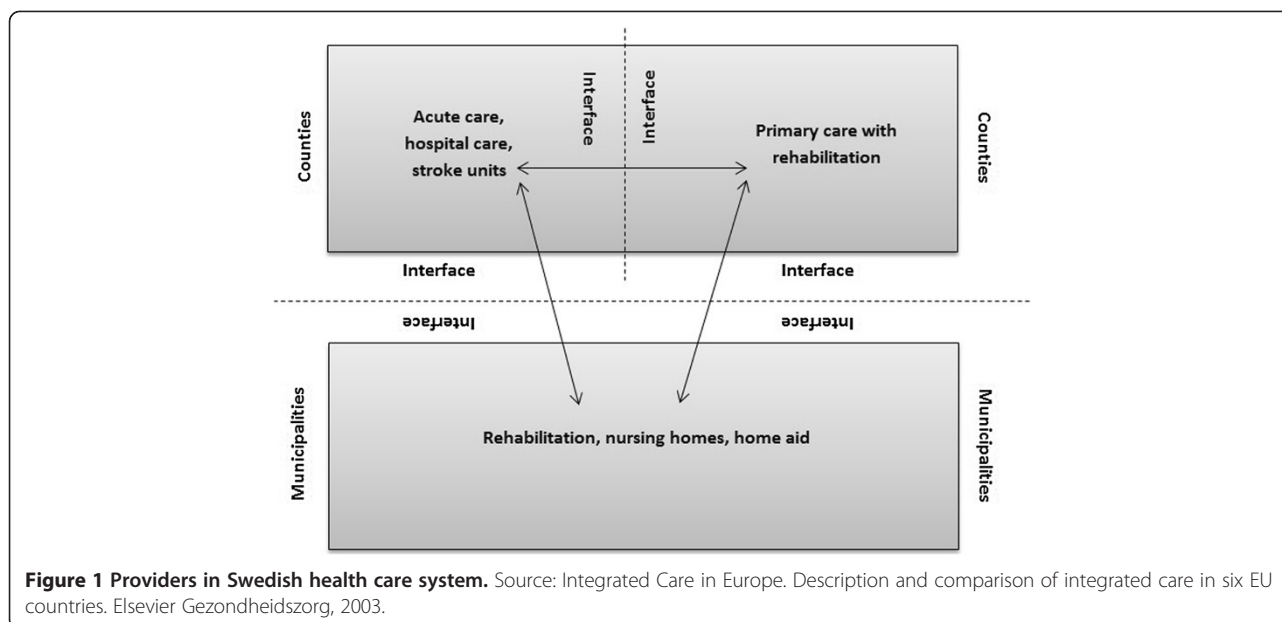 Counties
Acute care,
hospital care,
stroke units
Interface
Interface
Primary care with
rehabilitation
Counties
Interface
Interface
Interface
Interface
Municipalities
Rehabilitation, nursing homes, home aid
Municipalities
Figure 1 Providers in Swedish health care system. Source: Integrated Care in Europe. Description and comparison of integrated care in six EU
countries. Elsevier Gezondheidszorg, 2003.